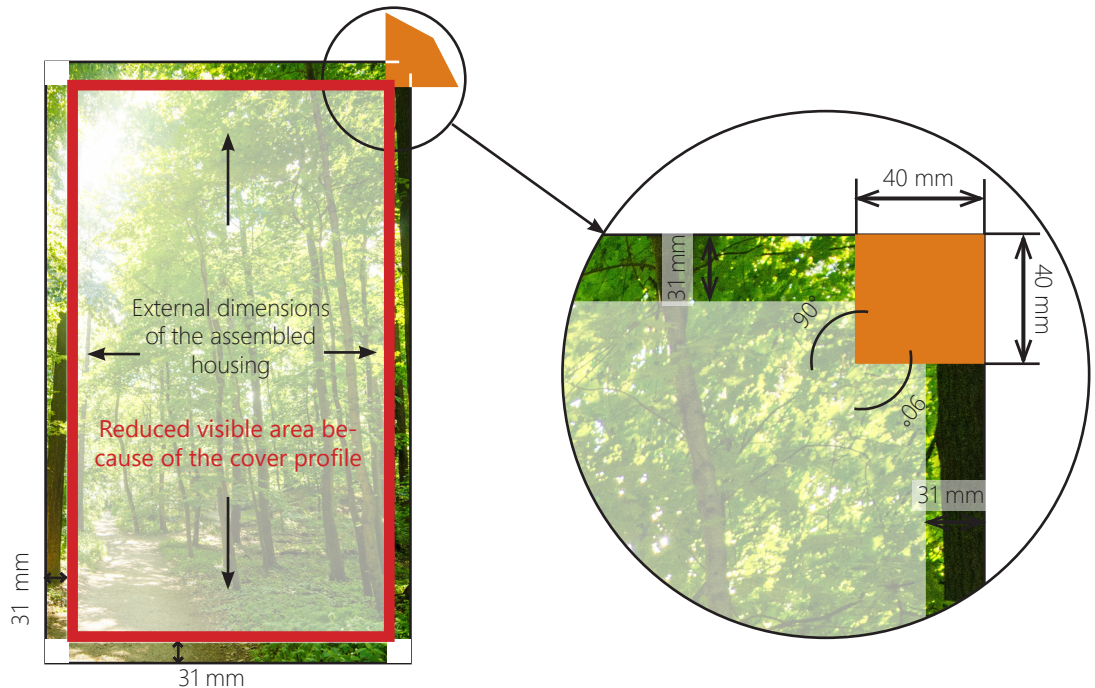 External dimensions
of the assembled
housing
Reduced visible area be-
cause of the cover profile
31 mm
31 mm
40 mm
40 mm
31 mm
90°
90°
31 mm